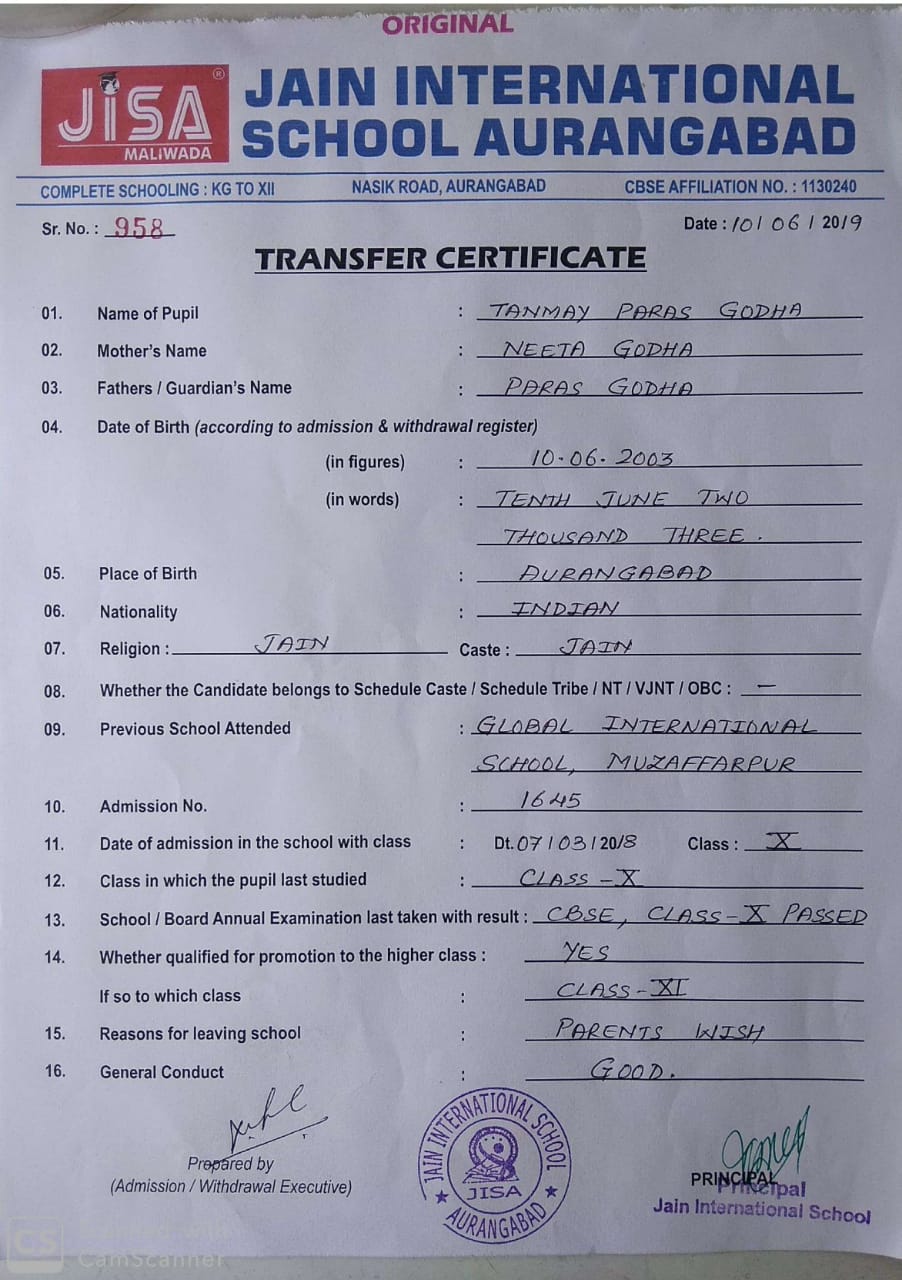 ORIGINAL
JiSA ®
MALiWADA
JAIN INTERNATIONAL
SCHOOL AURANGABAD
COMPLETE SCHOOLING : KG TO XII NASIK ROAD, AURANGABAD CBSE AFFILIATION NO. : 1130240
Sr. No. : 958 Date : 10 / 06 / 2019
TRANSFER CERTIFICATE
01. Name of Pupil : TANMAY PARAS GODHA
02. Mother's Name : NEETA GODHA
03. Fathers / Guardian's Name : PARAS GODHA
04. Date of Birth (according to admission & withdrawal register)
(in figures) : 10-06-2003
(in words) : TENTH JUNE TWO
THOUSAND THREE .
05. Place of Birth : AURANGABAD
06. Nationality : INDIAN
07. Religion : JAIN Caste : JAIN
08. Whether the Candidate belongs to Schedule Caste / Schedule Tribe / NT / VJNT / OBC : —
09. Previous School Attended : GLOBAL INTERNATIONAL
SCHOOL, MUZAFFARPUR
10. Admission No. : 1645
11. Date of admission in the school with class : Dt. 07 / 03 / 2018 Class : X
12. Class in which the pupil last studied : CLASS - X
13. School / Board Annual Examination last taken with result : CBSE, CLASS-X PASSED
14. Whether qualified for promotion to the higher class : YES
If so to which class : CLASS - XI
15. Reasons for leaving school : PARENTS WISH
16. General Conduct : GOOD.
Prepared by
(Admission / Withdrawal Executive)
JAIN INTERNATIONAL SCHOOL
JISA
★ AURANGABAD ★
PRINCIPAL
Principal
Jain International School
CS
CamScanner